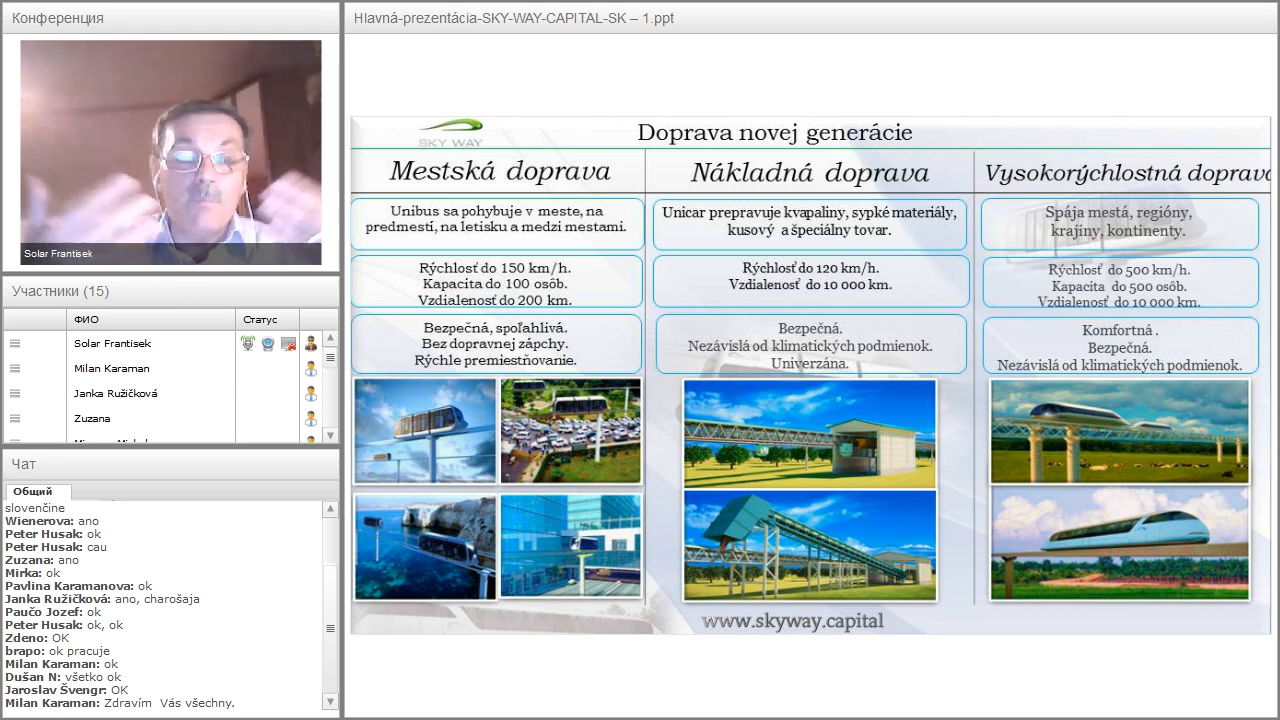 Конференция
Solar Frantisek
Участники (15)
ФИО
Статус
Solar Frantisek
Milan Karaman
Janka Ružičková
Zuzana
Чат
Общий
slovenčine
Wienerova: ano
Peter Husak: ok
Peter Husak: cau
Zuzana: ano
Mirka: ok
Pavlina Karamanova: ok
Janka Ružičková: ano, charošaja
Paučo Jozef: ok
Peter Husak: ok, ok
Zdeno: OK
brapo: ok pracuje
Milan Karaman: ok
Dušan N: všetko ok
Jaroslav Švengr: OK
Milan Karaman: Zdravím Vás všechny.
Hlavná-prezentácia-SKY-WAY-CAPITAL-SK – 1.ppt
SKY WAY
Doprava novej generácie
Mestská doprava
Unibus sa pohybuje v meste, na
predmestí, na letisku a medzi mestami.
Rýchlosť do 150 km/h.
Kapacita do 100 osôb.
Vzdialenosť do 200 km.
Bezpečná, spoľahlivá.
Bez dopravnej zápchy.
Rýchle premiestňovanie.
Nákladná doprava
Unicar prepravuje kvapaliny, sypké materiály,
kusový a špeciálny tovar.
Rýchlosť do 120 km/h.
Vzdialenosť do 10 000 km.
Bezpečná.
Nezávislá od klimatických podmienok.
Univerzána.
Vysokorýchlostná doprava
Spája mestá, regióny,
krajiny, kontinenty.
Rýchlosť do 500 km/h.
Kapacita do 500 osôb.
Vzdialenosť do 10 000 km.
Komfortná .
Bezpečná.
Nezávislá od klimatických podmienok.
www.skyway.capital